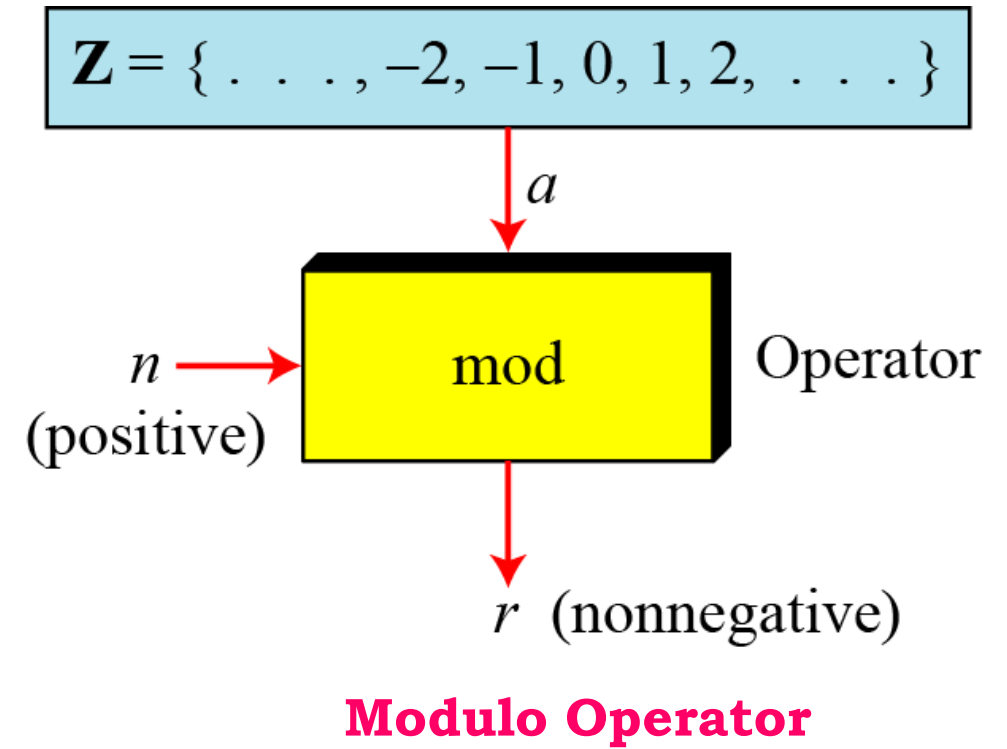 Z = { . . . , –2, –1, 0, 1, 2, . . . }
a
n
(positive)
mod
Operator
r (nonnegative)
Modulo Operator